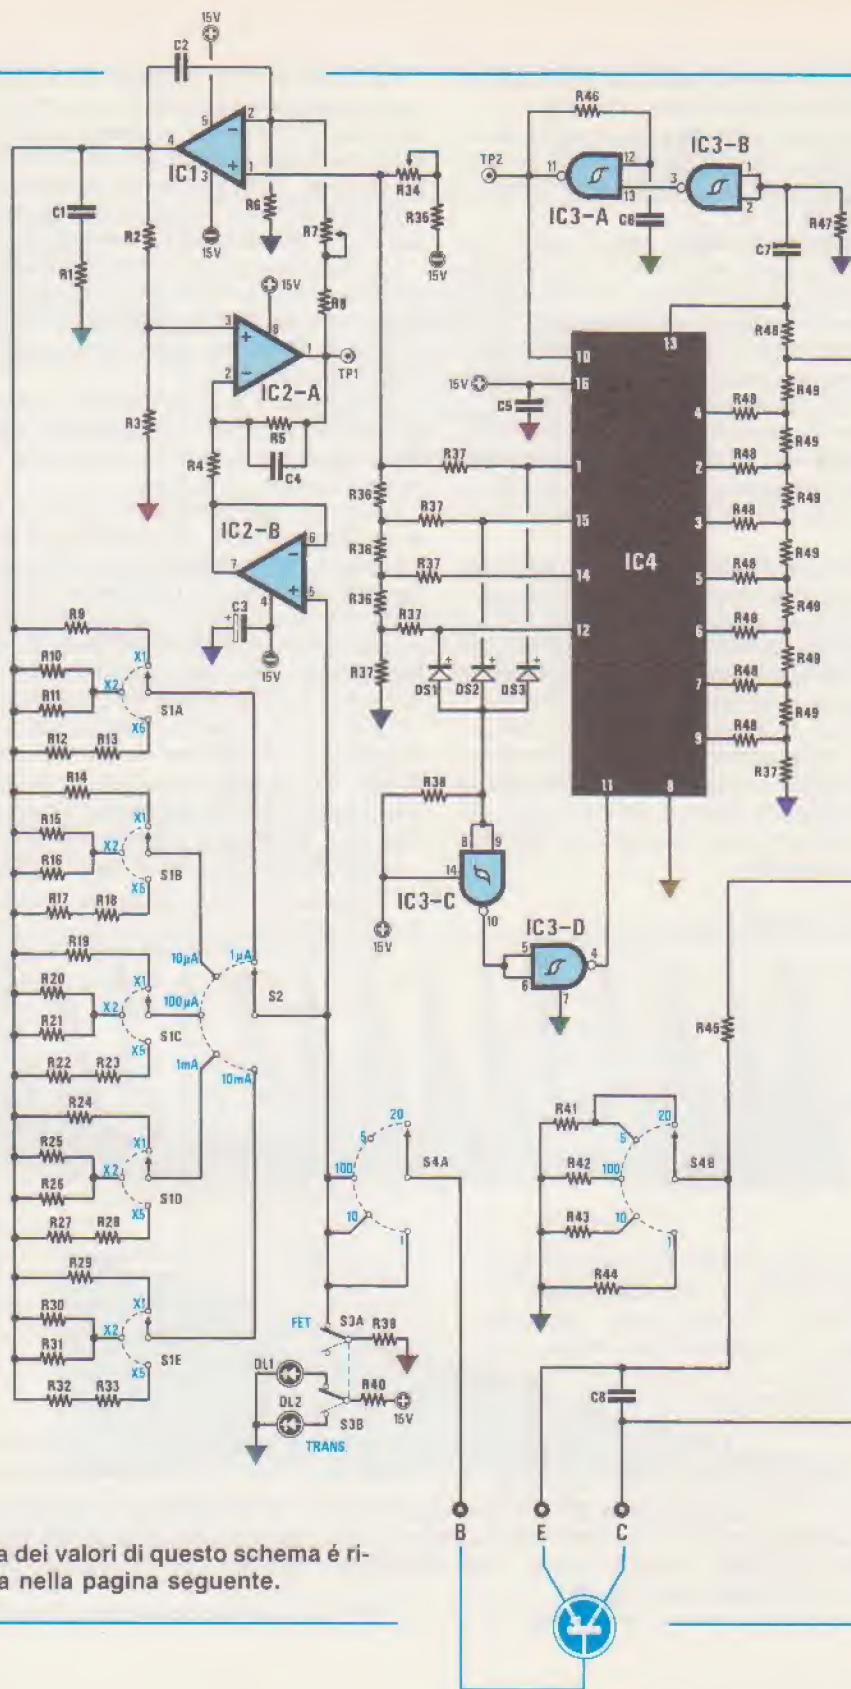 15V
C2
5
2
4
IC1
3
1
C1
R1
R2
R6
15V
R7
R34
R35
15V
R8
15V
8
3
2
1
TP1
IC2-A
R3
R5
C4
R4
IC2-B
6
7
5
4
C3
15V
R46
TP2
11
12
13
IC3-A
C6
IC3-B
3
1
2
C7
R47
10
13
15V
16
C5
R48
R49
4
R48
R49
1
R37
2
R48
R36
R49
15
R37
3
R48
R36
R49
14
R37
IC4
5
R48
R36
R49
12
R37
6
R48
R49
R37
7
R48
DS1
DS2
DS3
R49
9
R48
R37
11
8
R38
8
9
14
IC3-C
10
15V
IC3-D
5
6
4
7
R9
R10
X1
X2
R11
X5
S1A
R12
R13
R14
R15
X1
X2
R16
X5
S1B
R17
R18
R19
R20
X1
X2
R21
X5
S1C
R22
R23
R24
R25
X1
X2
R26
X5
S1D
R27
R28
R29
R30
X1
X2
R31
X5
S1E
R32
R33
10µA
1µA
100µA
S2
1mA
10mA
20
5
100
S4A
10
1
R45
R41
20
5
R42
100
S4B
R43
10
R44
1
FET
S3A
R39
DL1
DL2
R40
15V
S3B
TRANS.
C8
B
E
C
a dei valori di questo schema é ri-
a nella pagina seguente.